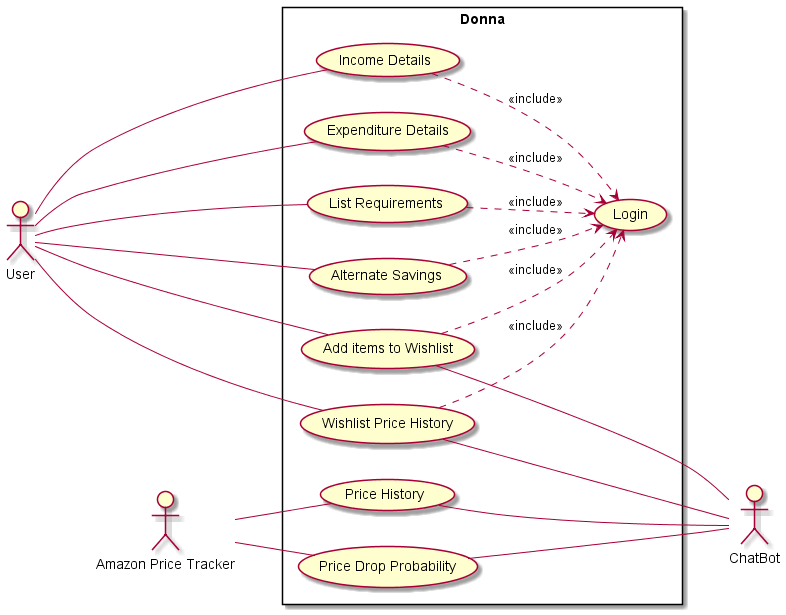 Donna
Income Details
«include»
Expenditure Details
«include»
List Requirements
«include»
Login
«include»
User
Alternate Savings
«include»
Add items to Wishlist
«include»
Wishlist Price History
Price History
Amazon Price Tracker
ChatBot
Price Drop Probability